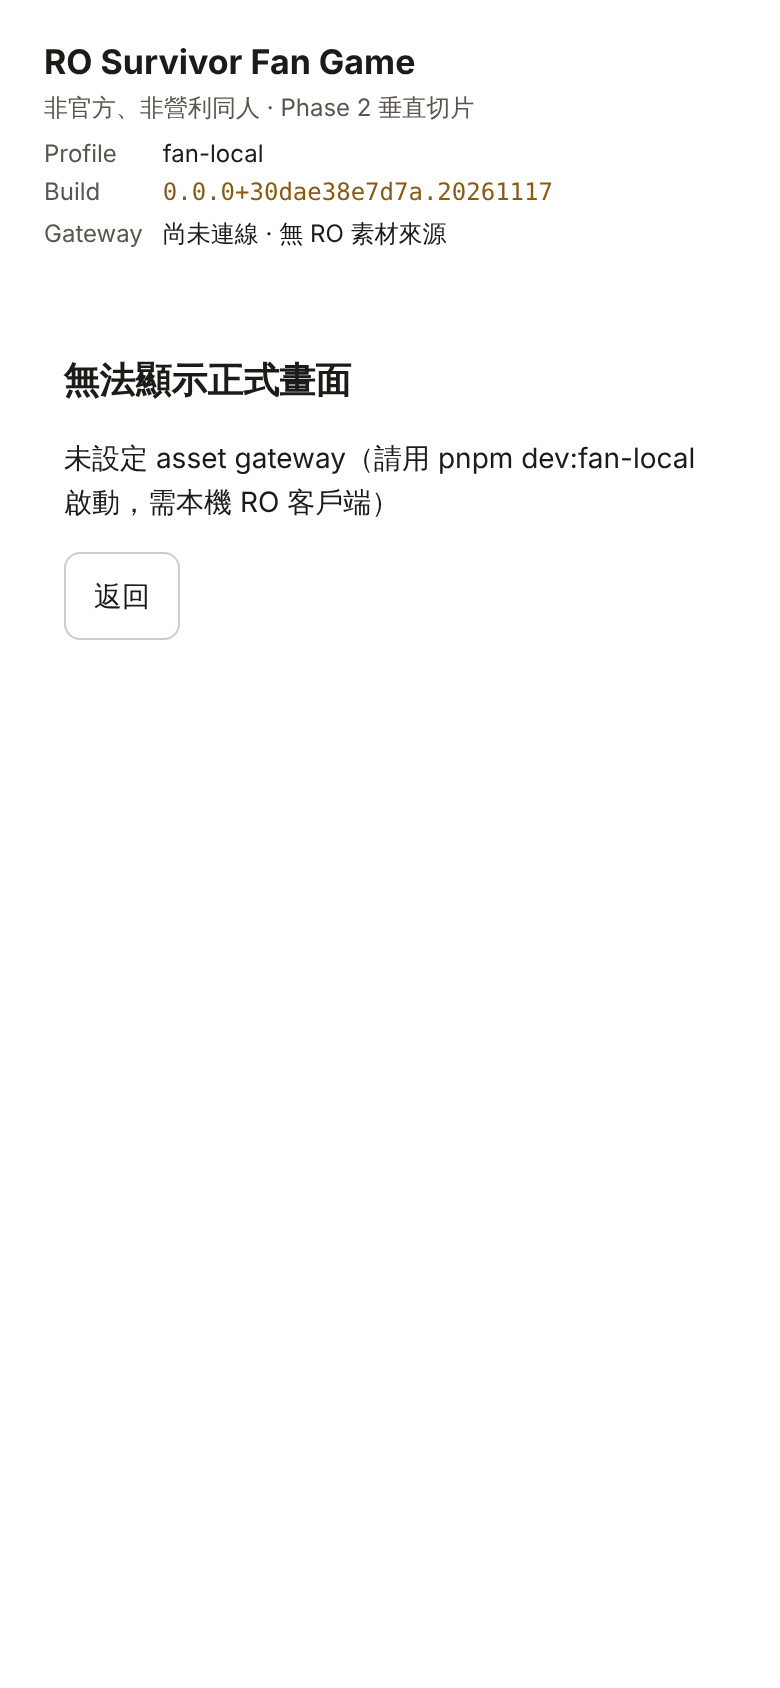 RO Survivor Fan Game
非官方、非營利同人 · Phase 2 垂直切片
Profile fan-local
Build 0.0.0+30dae38e7d7a.20261117
Gateway 尚未連線 · 無 RO 素材來源
無法顯示正式畫面
未設定 asset gateway（請用 pnpm dev:fan-local
啟動，需本機 RO 客戶端）
返回